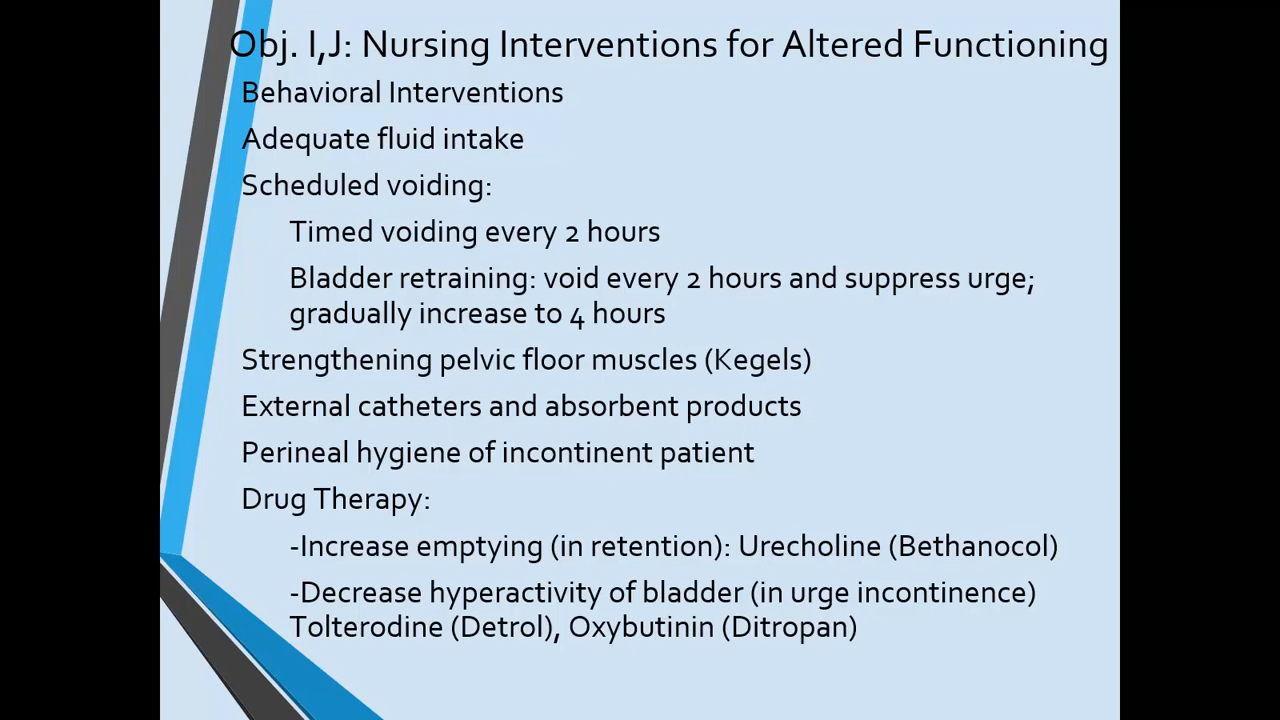 Obj. I,J: Nursing Interventions for Altered Functioning
Behavioral Interventions
Adequate fluid intake
Scheduled voiding:
Timed voiding every 2 hours
Bladder retraining: void every 2 hours and suppress urge;
gradually increase to 4 hours
Strengthening pelvic floor muscles (Kegels)
External catheters and absorbent products
Perineal hygiene of incontinent patient
Drug Therapy:
-Increase emptying (in retention): Urecholine (Bethanocol)
-Decrease hyperactivity of bladder (in urge incontinence)
Tolterodine (Detrol), Oxybutinin (Ditropan)